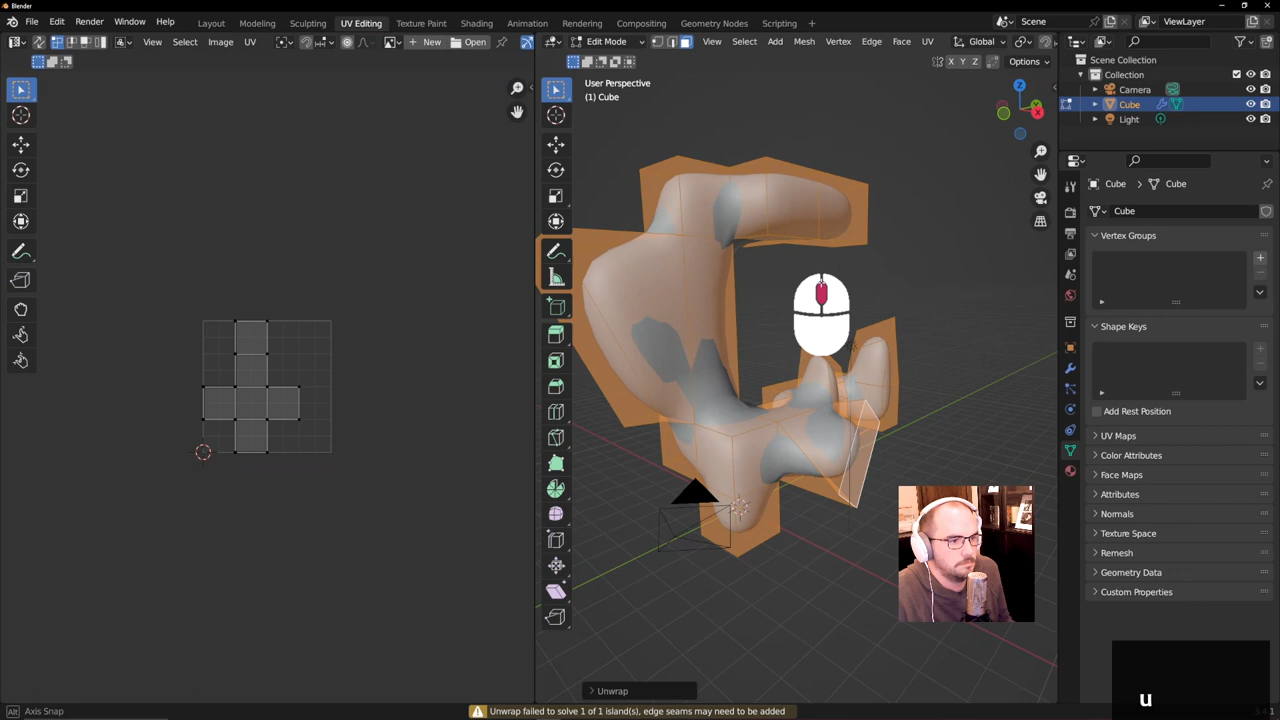 Blender
File Edit Render Window Help
Layout Modeling Sculpting UV Editing Texture Paint Shading Animation Rendering Compositing Geometry Nodes Scripting +
Scene
ViewLayer
View Select Image UV
New
Open
Edit Mode
View Select Add Mesh Vertex Edge Face UV
Global
X Y Z
Options
User Perspective
(1) Cube
Z
Scene Collection
Collection
Camera
Cube
Light
Cube
Cube
Cube
Vertex Groups
Shape Keys
Add Rest Position
UV Maps
Color Attributes
Face Maps
Attributes
Normals
Texture Space
Remesh
Geometry Data
Custom Properties
Unwrap
u
Alt Axis Snap
Unwrap failed to solve 1 of 1 island(s), edge seams may need to be added